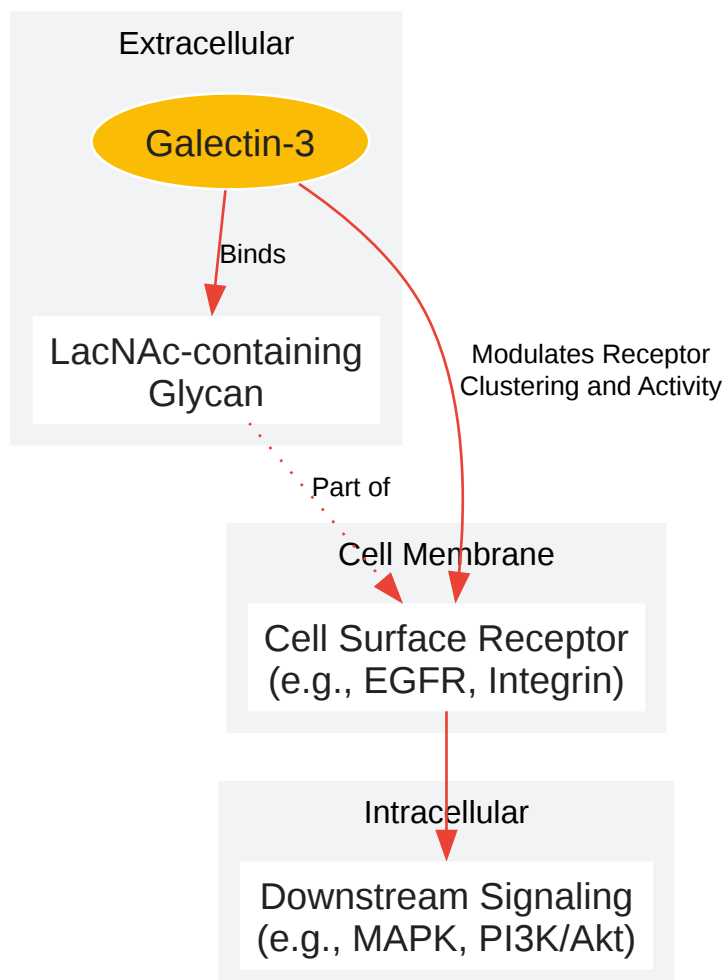 Extracellular
Galectin-3
Binds
LacNAc-containing
Glycan
Modulates Receptor
Clustering and Activity
Part of
Cell Membrane
Cell Surface Receptor
(e.g., EGFR, Integrin)
Intracellular
Downstream Signaling
(e.g., MAPK, PI3K/Akt)